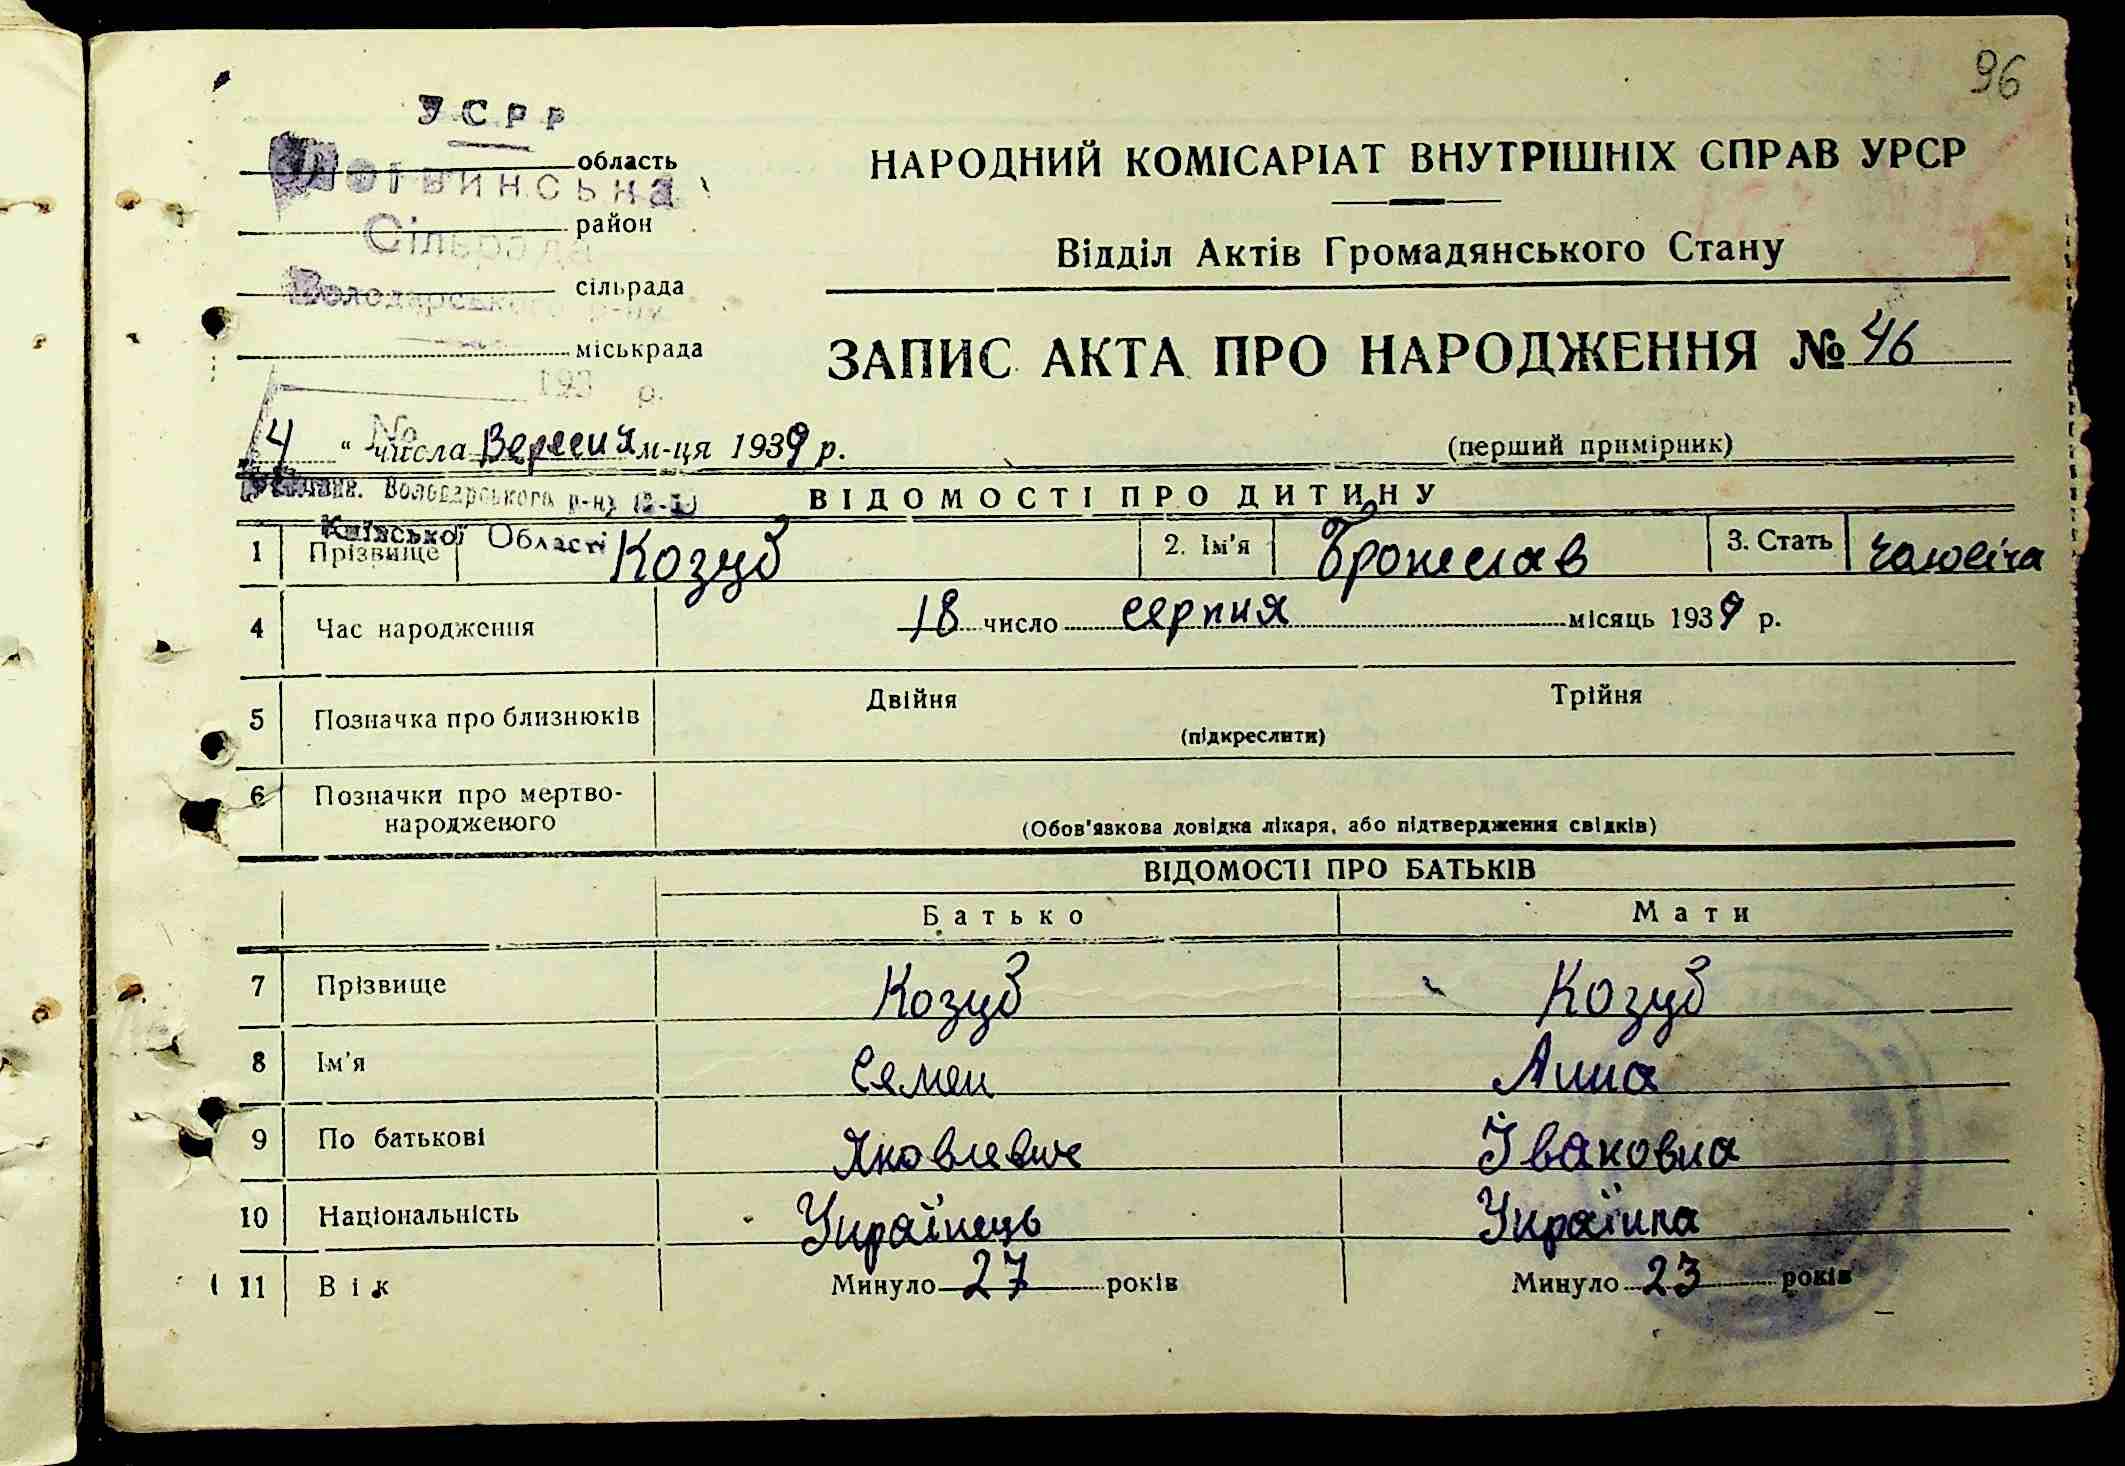 96
У С Р Р
НАРОДНИЙ КОМІСАРІАТ ВНУТРІШНІХ СПРАВ УРСР
область
район
Сільрада
Відділ Актів Громадянського Стану
сільрада
Володарського р-ну
міськрада
ЗАПИС АКТА ПРО НАРОДЖЕННЯ № 46
193 р.
№
4 " числа Вересня м-ця 1939 р.
(перший примірник)
Володарського р-ну
ВІДОМОСТІ ПРО ДИТИНУ
Київської Області
1 Прізвище Козуб 2. Ім'я Броneслав 3. Стать чоловіча
4 Час народження 18 число серпня місяць 1939 р.
5 Позначка про близнюків Двійня Трійня
(підкреслити)
6 Позначки про мертво-
народженого
(Обов'язкова довідка лікаря, або підтвердження свідків)
ВІДОМОСТІ ПРО БАТЬКІВ
Батько Мати
7 Прізвище Козуб Козуб
8 Ім'я Семен Анна
9 По батькові Яковлевич Івановна
10 Національність Українець Українка
11 Вік Минуло 27 років Минуло 23 років